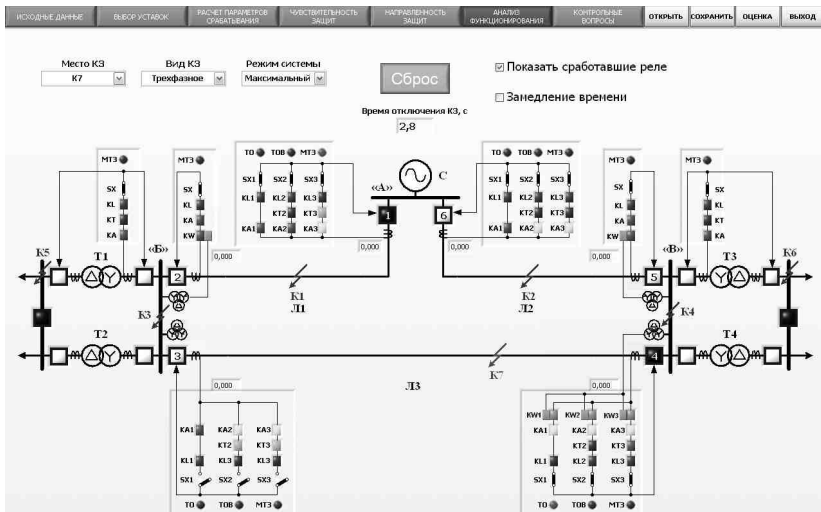 ИСХОДНЫЕ ДАННЫЕ
ВЫБОР УСТАВОК
РАСЧЕТ ПАРАМЕТРОВ СРАБАТЫВАНИЯ
ЧУВСТВИТЕЛЬНОСТЬ ЗАЩИТ
НАПРАВЛЕННОСТЬ ЗАЩИТ
АНАЛИЗ ФУНКЦИОНИРОВАНИЯ
КОНТРОЛЬНЫЕ ВОПРОСЫ
ОТКРЫТЬ
СОХРАНИТЬ
ОЦЕНКА
ВЫХОД
Место КЗ
Вид КЗ
Режим системы
К7
Трехфазное
Максимальный
Сброс
Показать сработавшие реле
Замедление времени
Время отключения КЗ, с
2,8
МТЗ
SX
KL
KT
KA
МТЗ
SX
KL
KA
KW
ТО ТОВ МТЗ
SX1 SX2 SX3
KL1 KL2 KL3
KT2 KT3
KA1 KA2 KA3
«А»
С
1
6
ТО ТОВ МТЗ
SX1 SX2 SX3
KL1 KL2 KL3
KT2 KT3
KA1 KA2 KA3
МТЗ
SX
KL
KA
KW
МТЗ
SX
KL
KT
KA
0,000
0,000
0,000
0,000
К5
Т1
«Б»
2
К1
Л1
К2
Л2
5
«В»
Т3
К6
К3
К4
Т2
3
К7
Л3
4
Т4
0,000
0,000
KA1 KA2 KA3
KT2 KT3
KL1 KL3 KL3
SX1 SX2 SX3
ТО ТОВ МТЗ
KW1 KW2 KW3
KA1 KA2 KA3
KT2 KT3
KL1 KL2 KL3
SX1 SX2 SX3
ТО ТОВ МТЗ